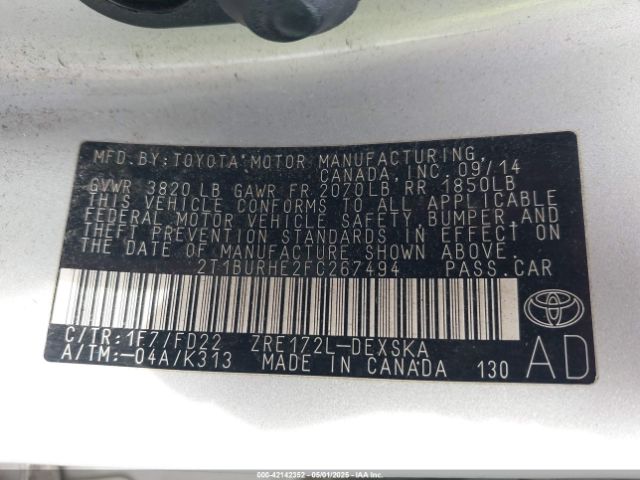 MFD.BY:TOYOTA MOTOR MANUFACTURING,
CANADA, INC. 09/14
GVWR 3820 LB GAWR FR 2070LB RR 1850LB
THIS VEHICLE CONFORMS TO ALL APPLICABLE
FEDERAL MOTOR VEHICLE SAFETY, BUMPER AND
THEFT PREVENTION STANDARDS IN EFFECT ON
THE DATE OF MANUFACTURE SHOWN ABOVE.
2T1BURHE2FC267494 PASS.CAR
C/TR:1F7/FD22 ZRE172L-DEXSKA
A/TM:-04A/K313 MADE IN CANADA 130
AD
000-42142352 - 05/01/2025 - IAAI.COM